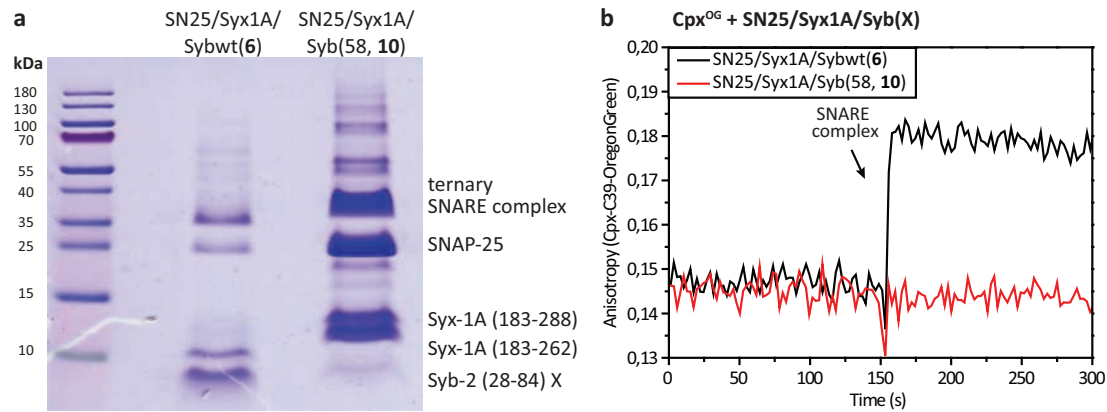 a
SN25/Syx1A/
Sybwt(6)
SN25/Syx1A/
Syb(58, 10)
kDa
180
130
100
70
55
40
35
25
15
10
ternary
SNARE complex
SNAP-25
Syx-1A (183-288)
Syx-1A (183-262)
Syb-2 (28-84) X
b
Cpxᴼᴳ + SN25/Syx1A/Syb(X)
SN25/Syx1A/Sybwt(6)
SN25/Syx1A/Syb(58, 10)
SNARE
complex
Anisotropy (Cpx-C39-OregonGreen)
0,20
0,19
0,18
0,17
0,16
0,15
0,14
0,13
0
50
100
150
200
250
300
Time (s)